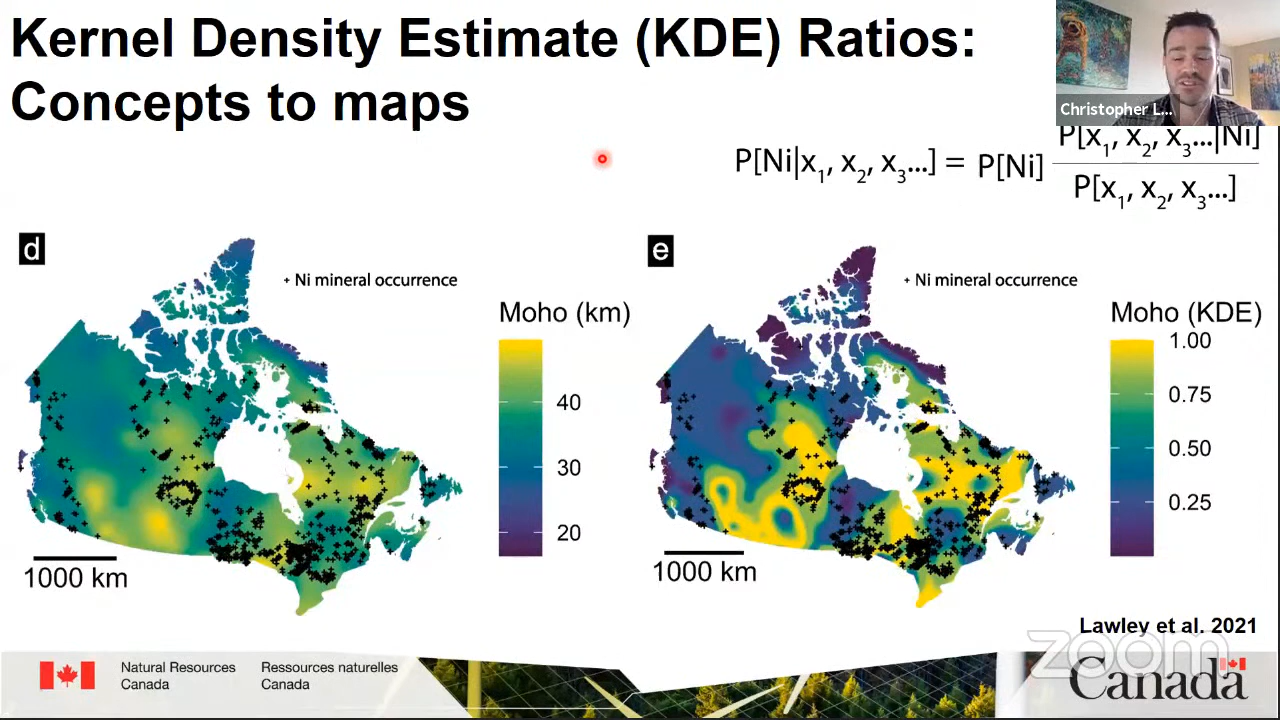 Kernel Density Estimate (KDE) Ratios:
Concepts to maps
Christopher L...
P[Ni|x1, x2, x3...] = P[Ni] P[x1, x2, x3...|Ni]
P[x1, x2, x3...]
d
+ Ni mineral occurrence
Moho (km)
40
30
20
1000 km
e
+ Ni mineral occurrence
Moho (KDE)
1.00
0.75
0.50
0.25
1000 km
Lawley et al. 2021
zoom
Natural Resources
Canada
Ressources naturelles
Canada
Canada